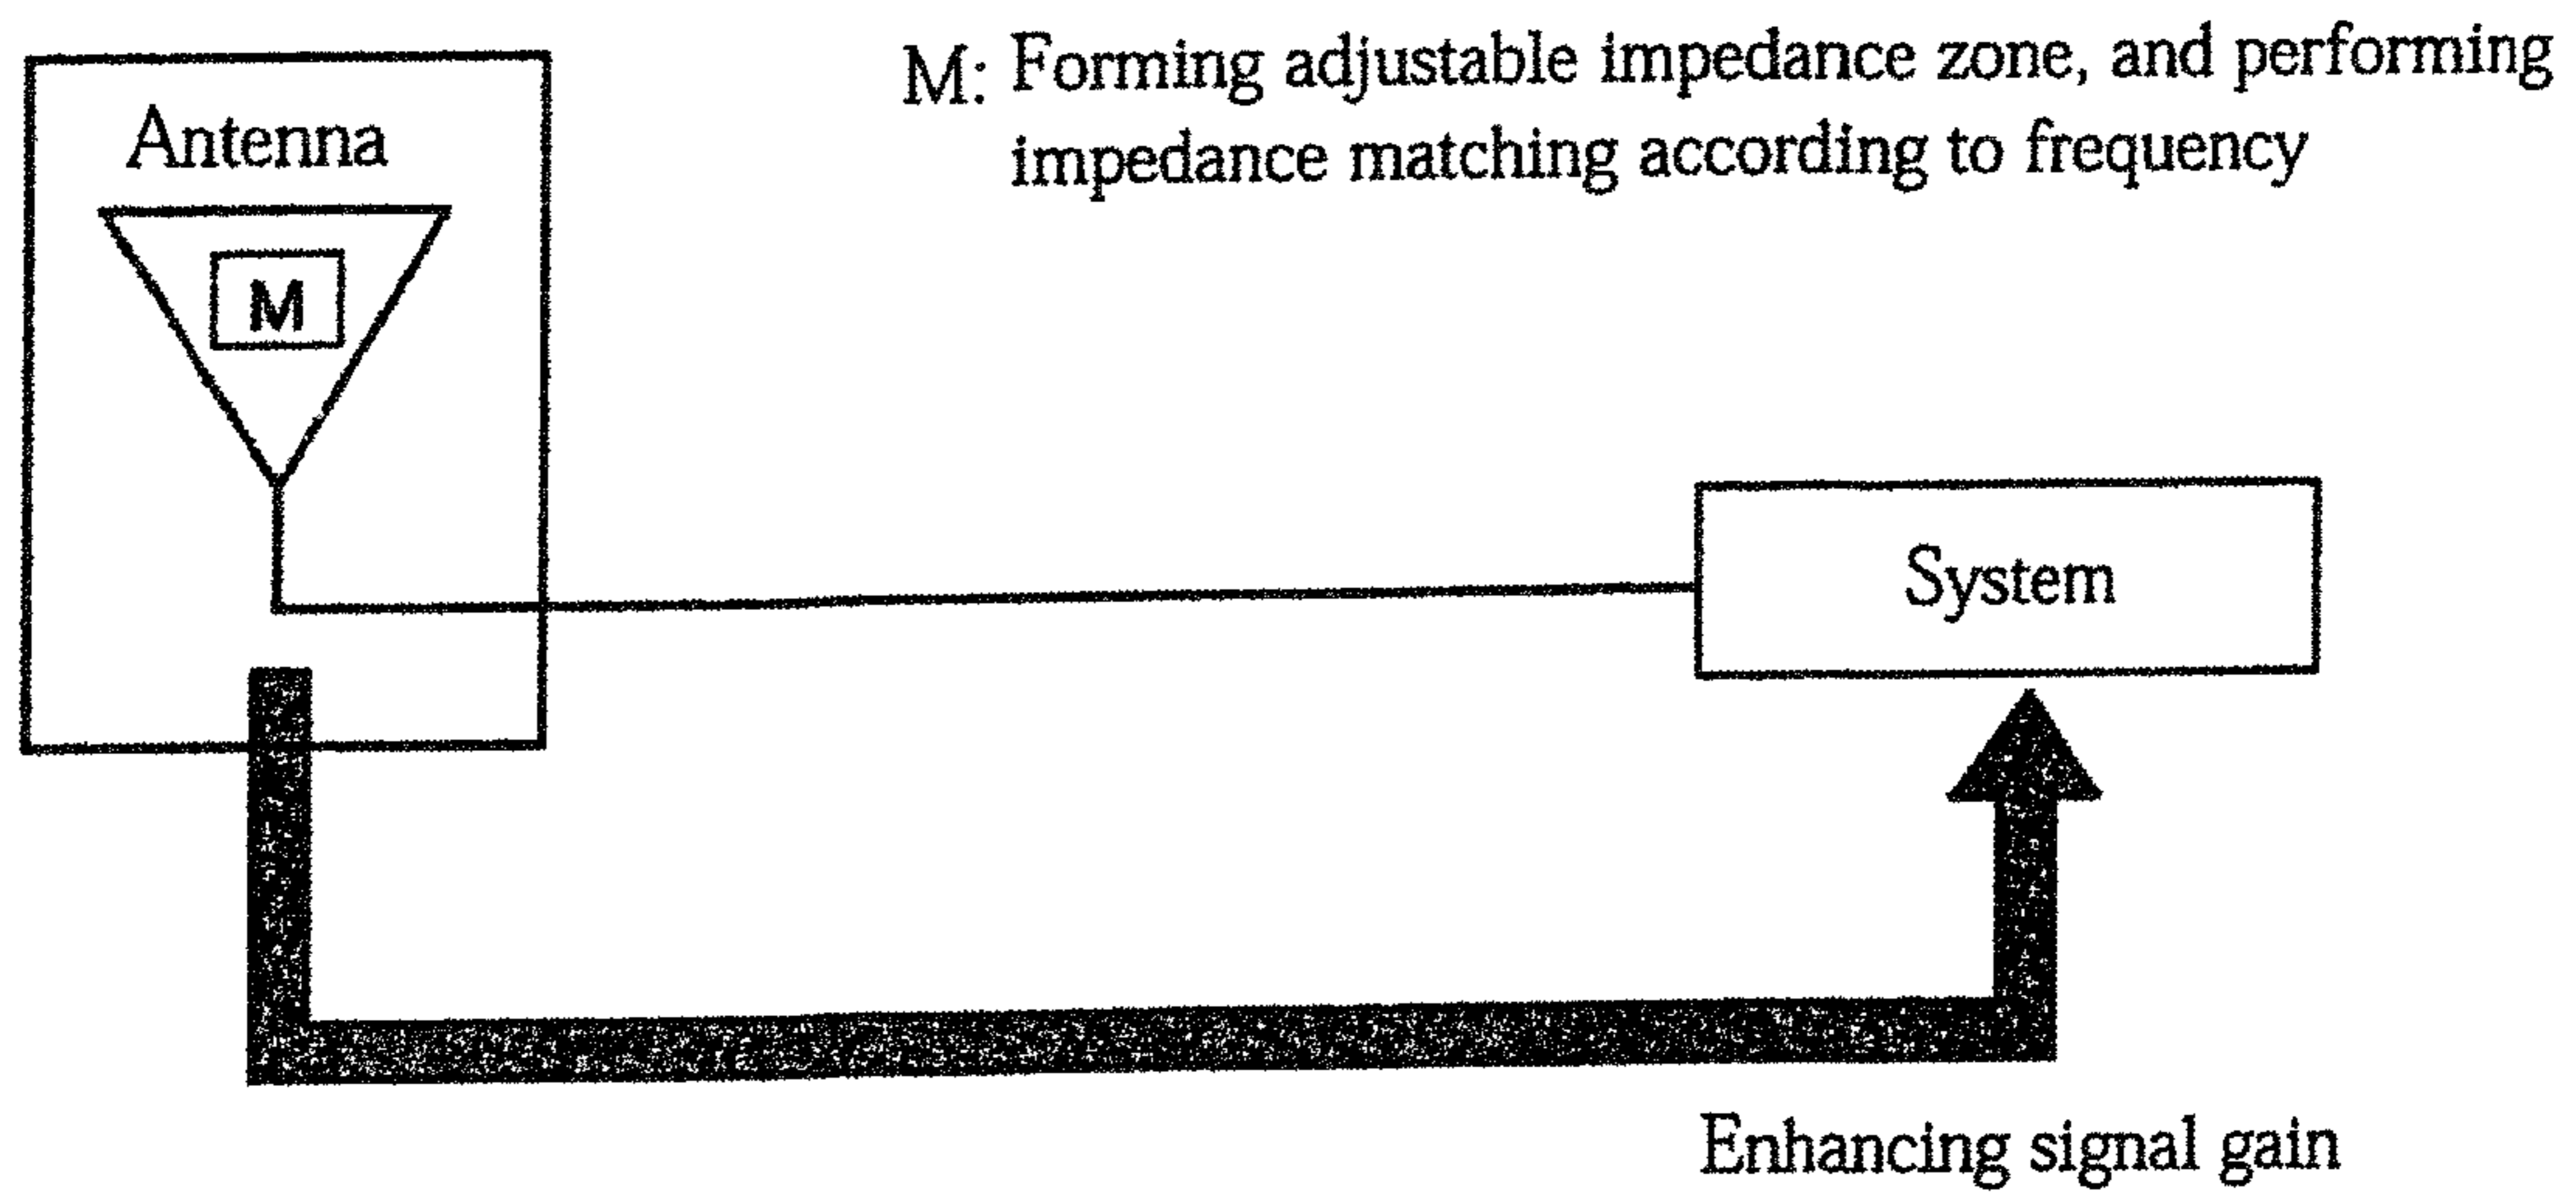 M: Forming adjustable impedance zone, and performing
impedance matching according to frequency
Antenna
M
System
Enhancing signal gain